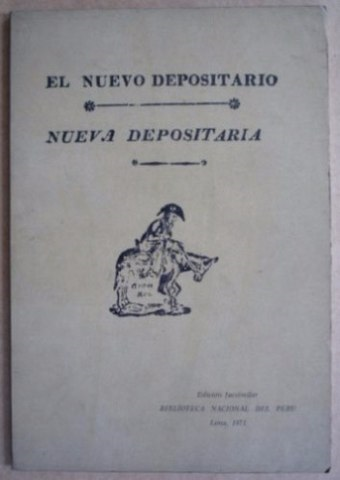 EL NUEVO DEPOSITARIO
NUEVA DEPOSITARIA
Edición facsimilar
BIBLIOTECA NACIONAL DEL PERU
Lima, 1971